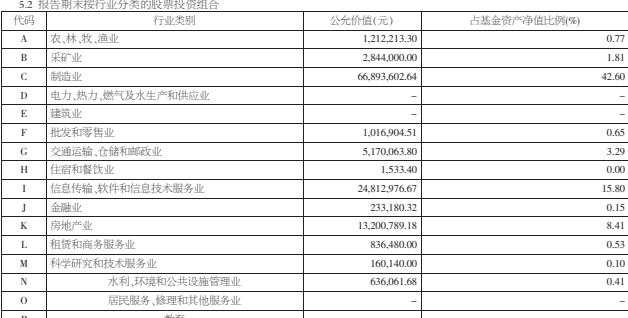 5.2 报告期末按行业分类的股票投资组合
代码 行业类别 公允价值(元) 占基金资产净值比例(%)
A 农、林、牧、渔业 1,212,213.30 0.77
B 采矿业 2,844,000.00 1.81
C 制造业 66,893,602.64 42.60
D 电力、热力、燃气及水生产和供应业 – –
E 建筑业 – –
F 批发和零售业 1,016,904.51 0.65
G 交通运输、仓储和邮政业 5,170,063.80 3.29
H 住宿和餐饮业 1,533.40 0.00
I 信息传输、软件和信息技术服务业 24,812,976.67 15.80
J 金融业 233,180.32 0.15
K 房地产业 13,200,789.18 8.41
L 租赁和商务服务业 836,480.00 0.53
M 科学研究和技术服务业 160,140.00 0.10
N 水利、环境和公共设施管理业 636,061.68 0.41
O 居民服务、修理和其他服务业 – –